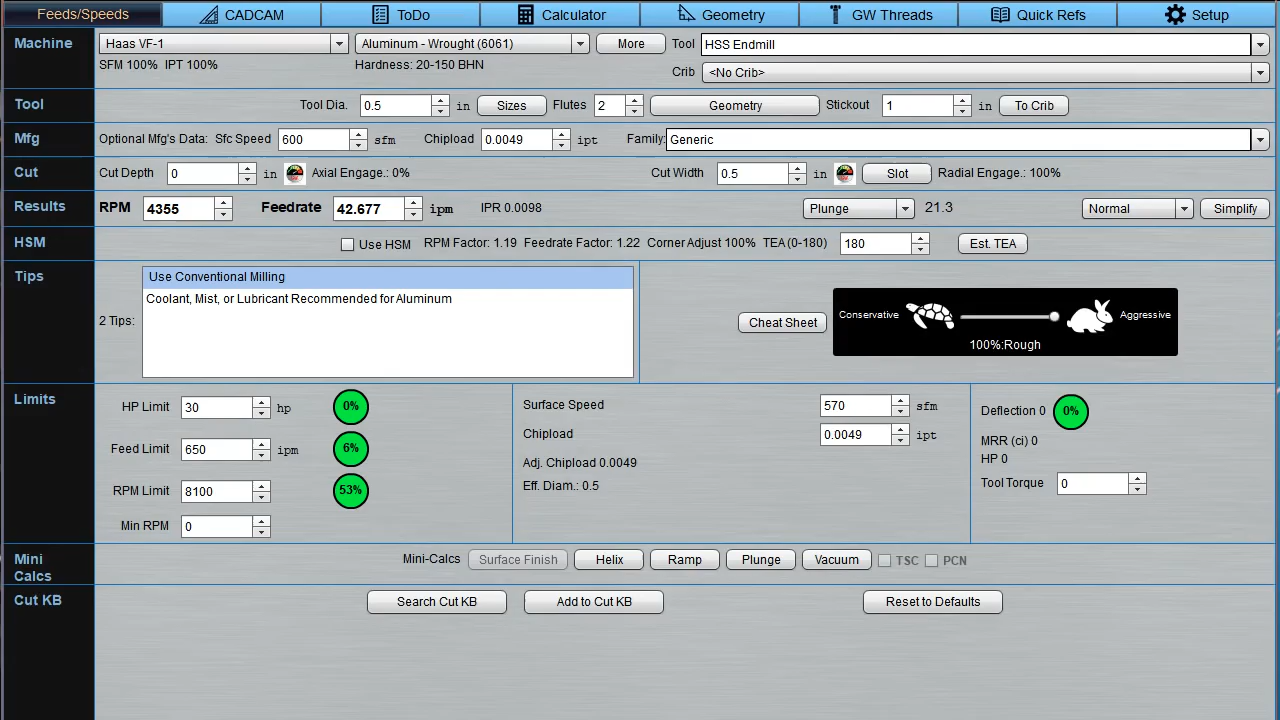 Feeds/Speeds CADCAM ToDo Calculator Geometry GW Threads Quick Refs Setup
Machine Haas VF-1 Aluminum - Wrought (6061) More Tool HSS Endmill
SFM 100% IPT 100% Hardness: 20-150 BHN Crib <No Crib>
Tool Tool Dia. 0.5 in Sizes Flutes 2 Geometry Stickout 1 in To Crib
Mfg Optional Mfg's Data: Sfc Speed 600 sfm Chipload 0.0049 ipt Family: Generic
Cut Cut Depth 0 in Axial Engage.: 0% Cut Width 0.5 in Slot Radial Engage.: 100%
Results RPM 4355 Feedrate 42.677 ipm IPR 0.0098 Plunge 21.3 Normal Simplify
HSM Use HSM RPM Factor: 1.19 Feedrate Factor: 1.22 Corner Adjust 100% TEA (0-180) 180 Est. TEA
Tips Use Conventional Milling
Coolant, Mist, or Lubricant Recommended for Aluminum
2 Tips: Cheat Sheet Conservative Aggressive
100%:Rough
Limits HP Limit 30 hp 0% Surface Speed 570 sfm Deflection 0 0%
Chipload 0.0049 ipt MRR (ci) 0
Feed Limit 650 ipm 6% Adj. Chipload 0.0049 HP 0
RPM Limit 8100 53% Eff. Diam.: 0.5 Tool Torque 0
Min RPM 0
Mini Mini-Calcs Surface Finish Helix Ramp Plunge Vacuum TSC PCN
Calcs
Cut KB Search Cut KB Add to Cut KB Reset to Defaults